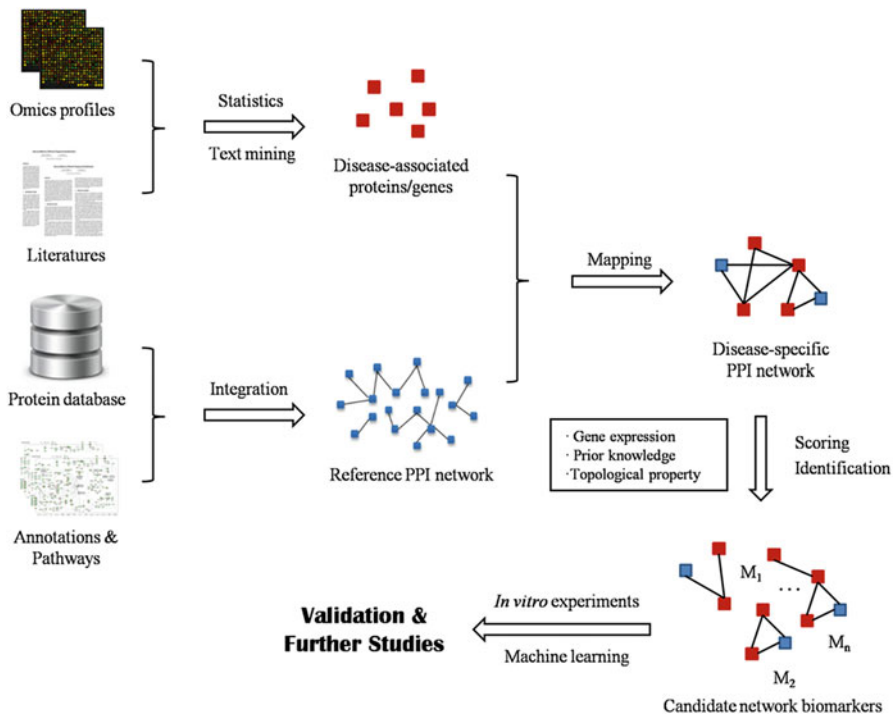 Omics profiles
Literatures
Statistics
Text mining
Disease-associated
proteins/genes
Protein database
Annotations &
Pathways
Integration
Reference PPI network
Mapping
Disease-specific
PPI network
· Gene expression
· Prior knowledge
· Topological property
Scoring
Identification
M1
...
Mn
M2
Candidate network biomarkers
In vitro experiments
Machine learning
Validation &
Further Studies